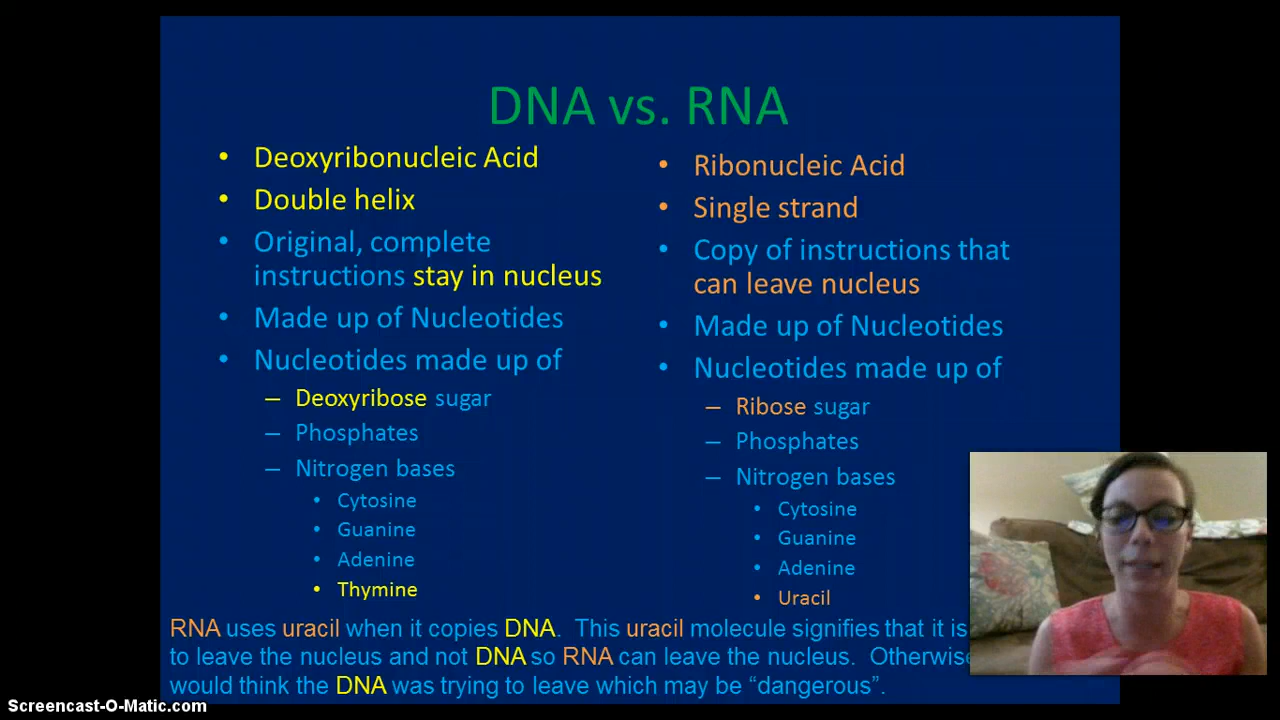 DNA vs. RNA
• Deoxyribonucleic Acid
• Double helix
• Original, complete
instructions stay in nucleus
• Made up of Nucleotides
• Nucleotides made up of
– Deoxyribose sugar
– Phosphates
– Nitrogen bases
• Cytosine
• Guanine
• Adenine
• Thymine
• Ribonucleic Acid
• Single strand
• Copy of instructions that
can leave nucleus
• Made up of Nucleotides
• Nucleotides made up of
– Ribose sugar
– Phosphates
– Nitrogen bases
• Cytosine
• Guanine
• Adenine
• Uracil
RNA uses uracil when it copies DNA. This uracil molecule signifies that it is
to leave the nucleus and not DNA so RNA can leave the nucleus. Otherwise
would think the DNA was trying to leave which may be “dangerous”.
Screencast-O-Matic.com